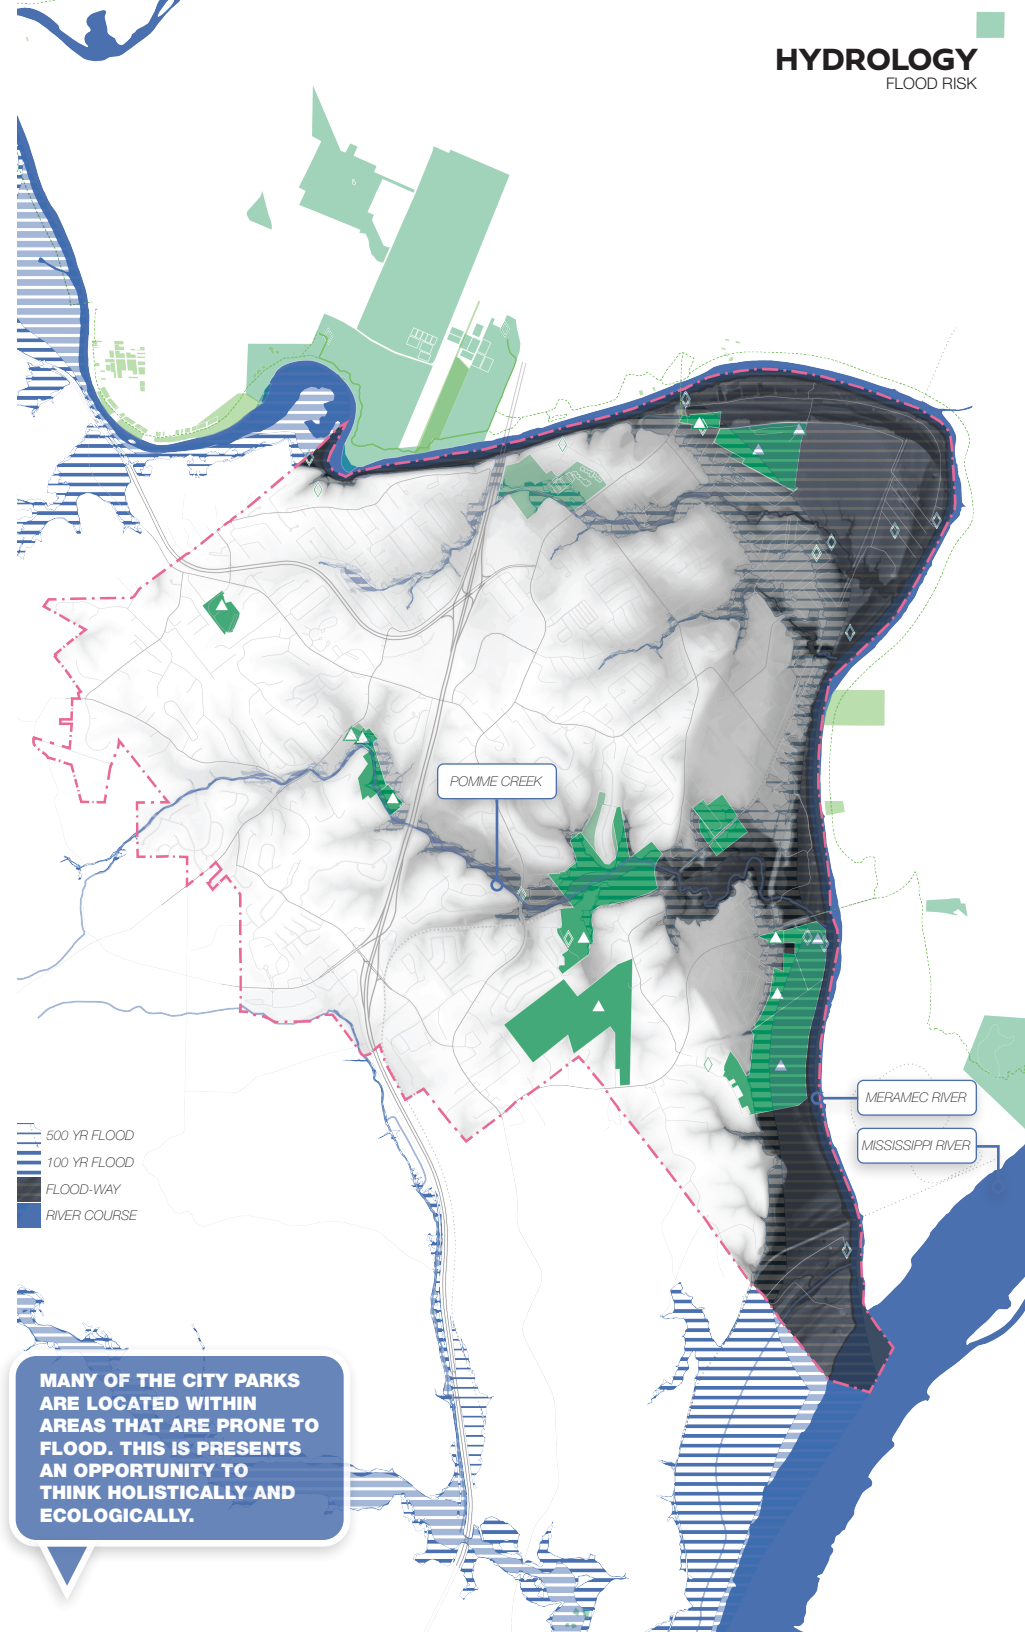 HYDROLOGY
FLOOD RISK
POMME CREEK
MERAMEC RIVER
MISSISSIPPI RIVER
500 YR FLOOD
100 YR FLOOD
FLOOD-WAY
RIVER COURSE
MANY OF THE CITY PARKS
ARE LOCATED WITHIN
AREAS THAT ARE PRONE TO
FLOOD. THIS IS PRESENTS
AN OPPORTUNITY TO
THINK HOLISTICALLY AND
ECOLOGICALLY.